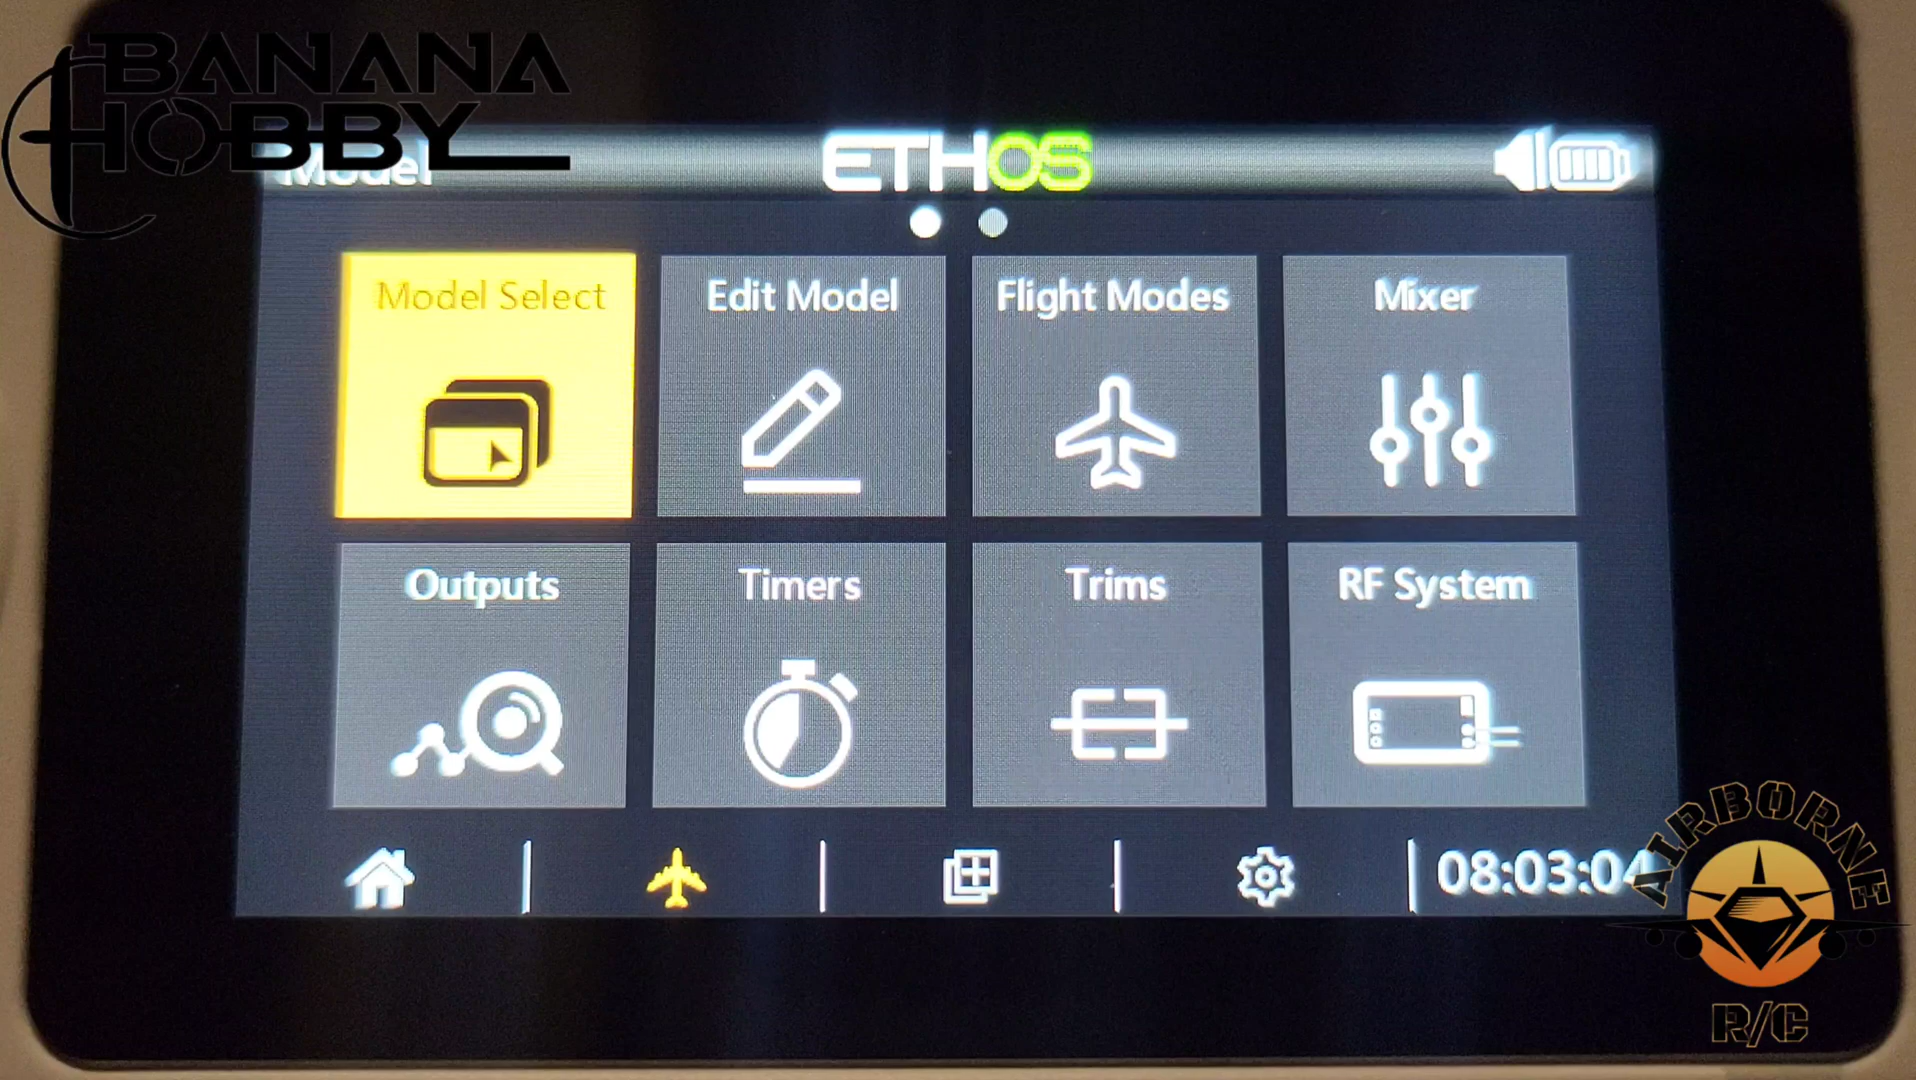 BANANA
HOBBY
Model
ETHOS
Model Select
Edit Model
Flight Modes
Mixer
Outputs
Timers
Trims
RF System
08:03:04
AIRBORNE
R/C